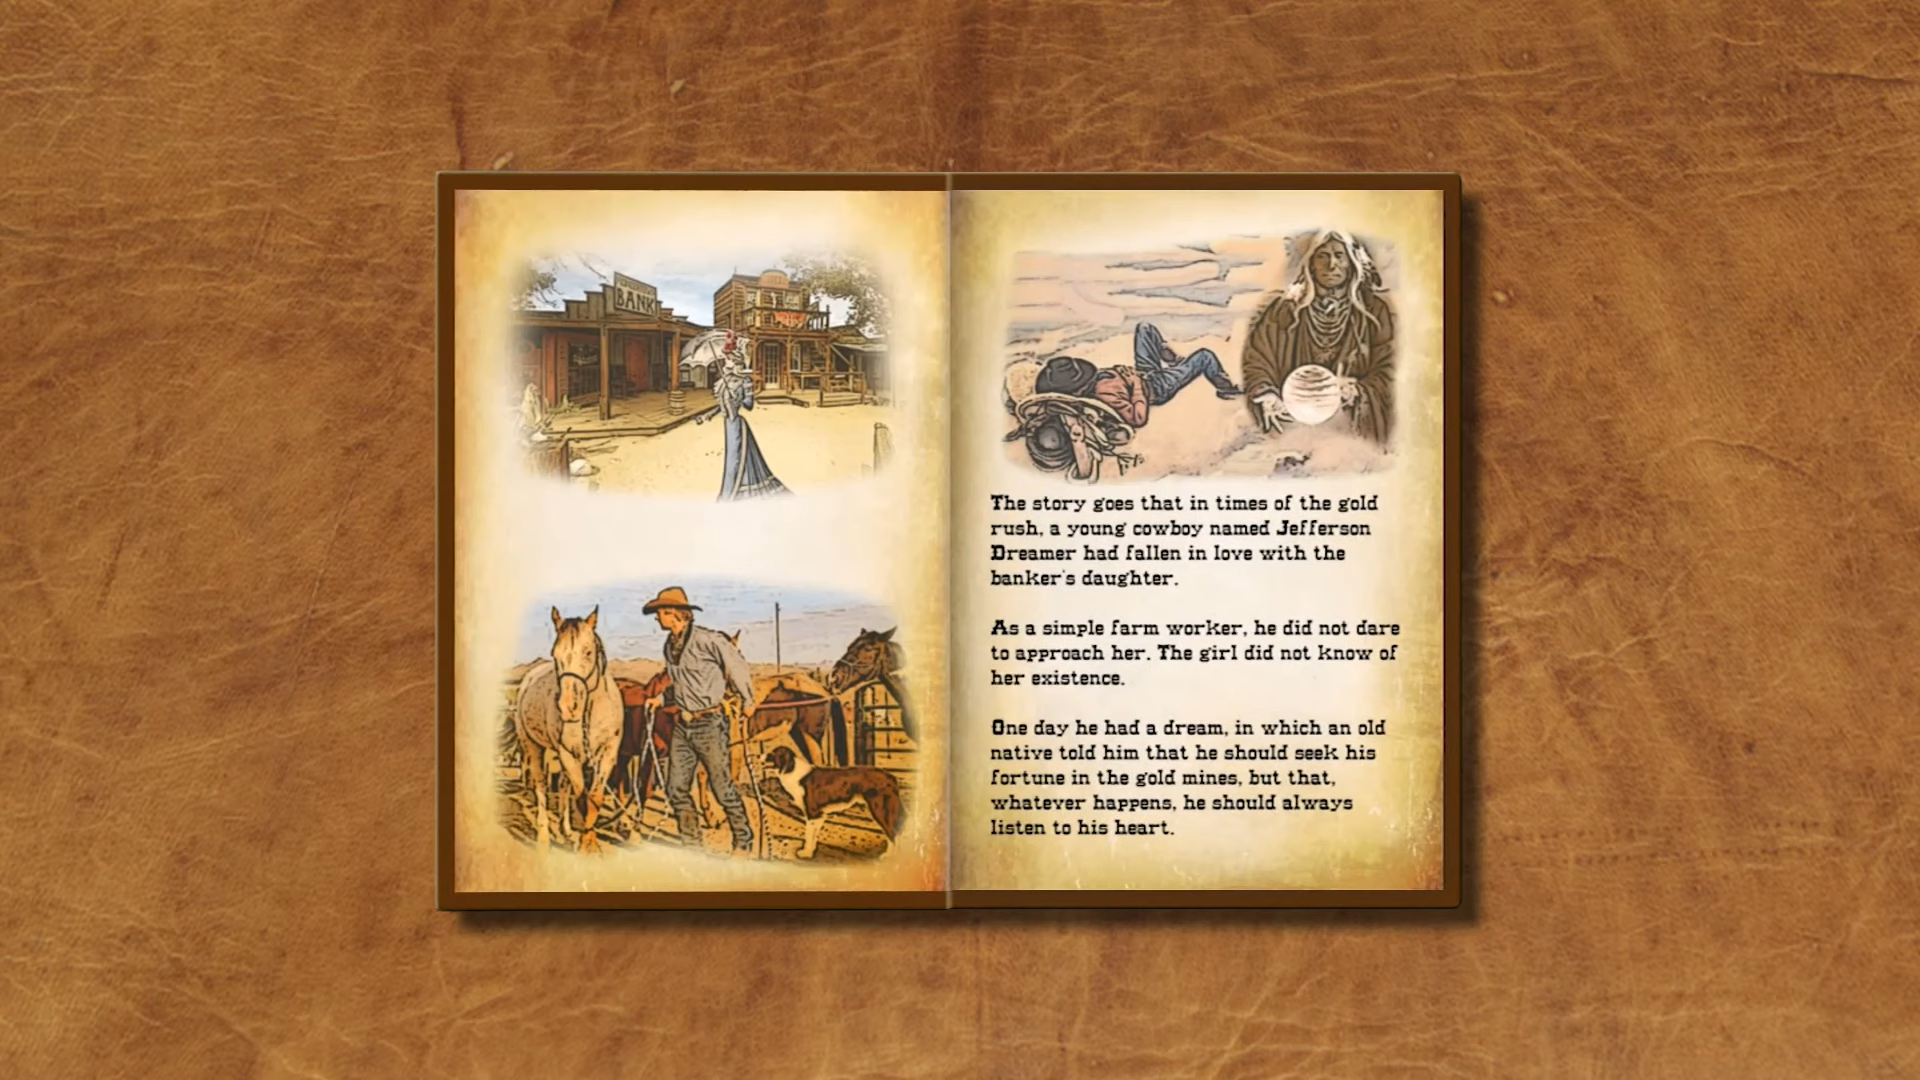 BANK
The story goes that in times of the gold
rush, a young cowboy named Jefferson
Dreamer had fallen in love with the
banker's daughter.
As a simple farm worker, he did not dare
to approach her. The girl did not know of
her existence.
One day he had a dream, in which an old
native told him that he should seek his
fortune in the gold mines, but that,
whatever happens, he should always
listen to his heart.